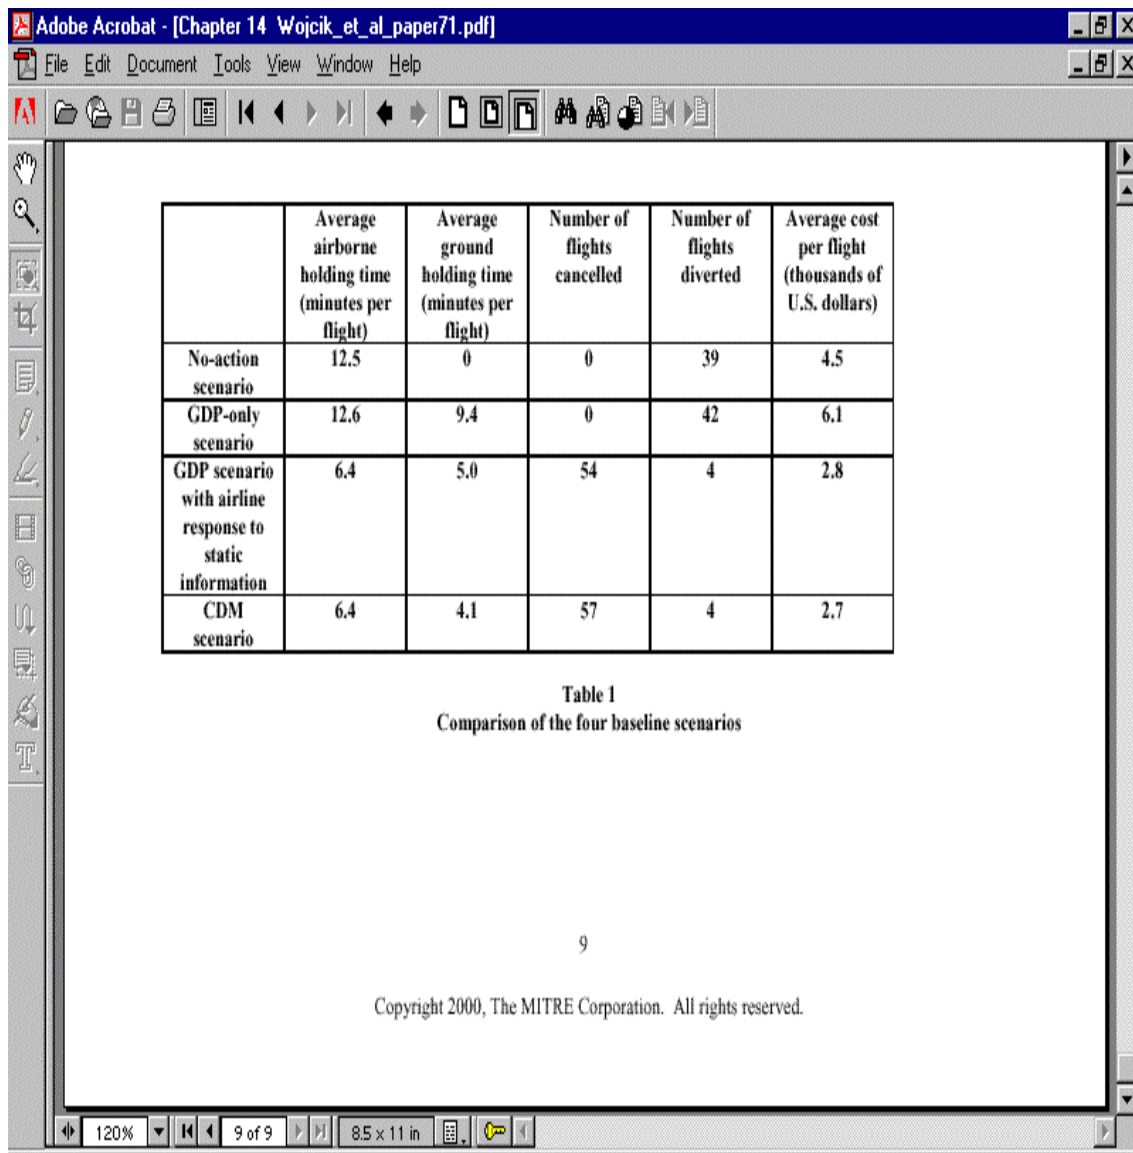 Adobe Acrobat - [Chapter 14 Wojcik_et_al_paper71.pdf]
File Edit Document Tools View Window Help
Average airborne holding time (minutes per flight)
Average ground holding time (minutes per flight)
Number of flights cancelled
Number of flights diverted
Average cost per flight (thousands of U.S. dollars)
No-action scenario 12.5 0 0 39 4.5
GDP-only scenario 12.6 9.4 0 42 6.1
GDP scenario with airline response to static information 6.4 5.0 54 4 2.8
CDM scenario 6.4 4.1 57 4 2.7
Table 1
Comparison of the four baseline scenarios
9
Copyright 2000, The MITRE Corporation. All rights reserved.
120% 9 of 9 8.5 x 11 in